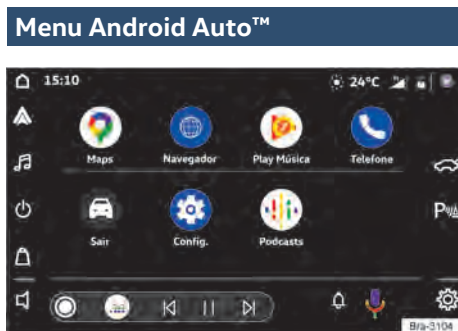 Menu Android Auto™
15:10 24°C
Maps Navegador Play Música Telefone
P
Sair Config. Podcasts
BRA-3104